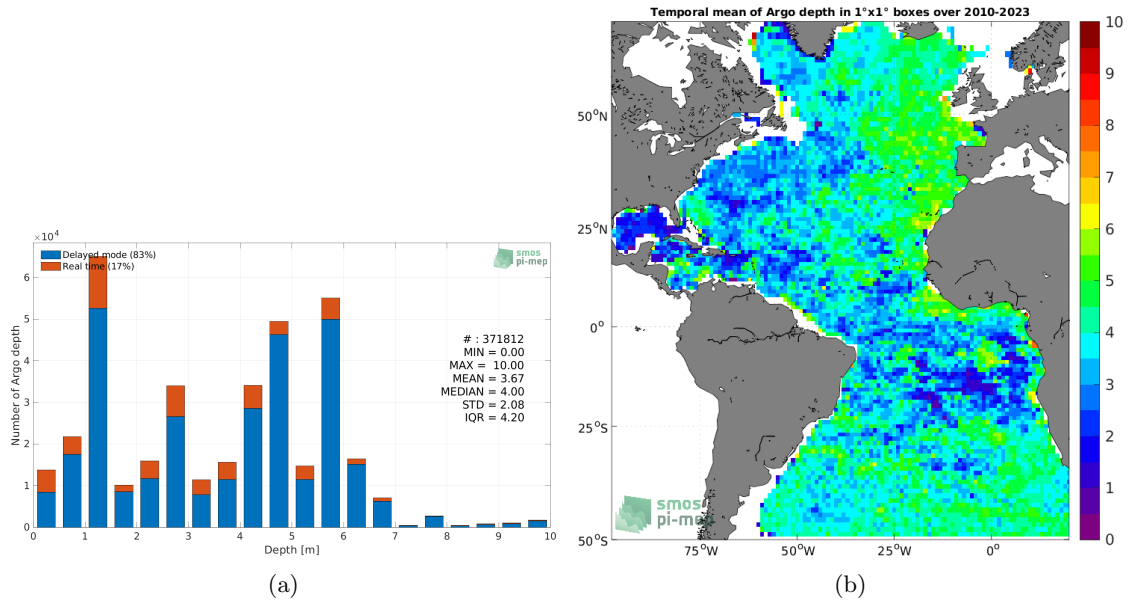 ×10⁴
Delayed mode (83%)
Real time (17%)
smos
pi-mep
# : 371812
MIN = 0.00
MAX = 10.00
MEAN = 3.67
MEDIAN = 4.00
STD = 2.08
IQR = 4.20
Number of Argo depth
6
5
4
3
2
1
0
0 1 2 3 4 5 6 7 8 9 10
Depth [m]
(a)
Temporal mean of Argo depth in 1°x1° boxes over 2010-2023
50°N
25°N
0°
25°S
50°S
75°W 50°W 25°W 0°
smos
pi-mep
10
9
8
7
6
5
4
3
2
1
0
(b)